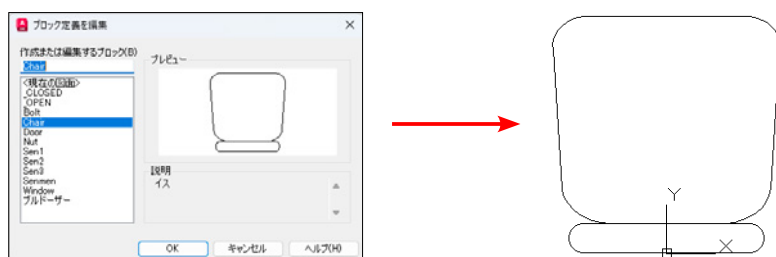 ブロック定義を編集
作成または編集するブロック(B)
Chair
<現在の図面>
_CLOSED
_OPEN
Bolt
Chair
Door
Nut
Sen1
Sen2
Sen3
Senmen
Window
ブルドーザー
プレビュー
説明
イス
OK
キャンセル
ヘルプ(H)
Y
X